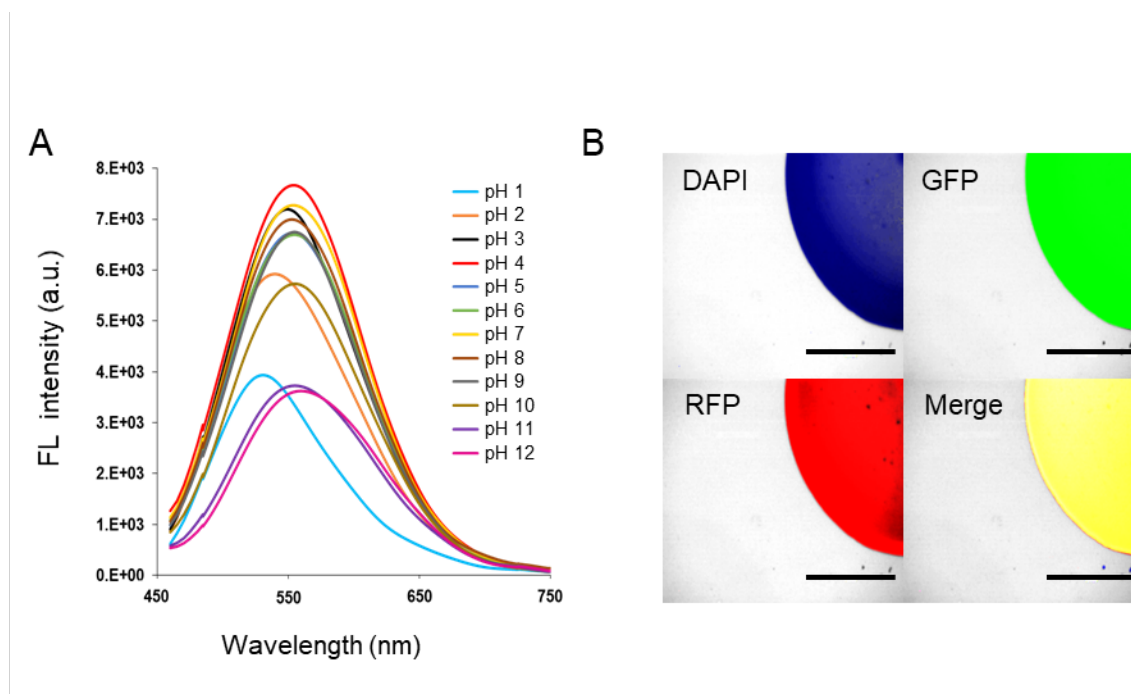 A
FL intensity (a.u.)
8.E+03
7.E+03
6.E+03
5.E+03
4.E+03
3.E+03
2.E+03
1.E+03
0.E+00
450
550
650
750
Wavelength (nm)
pH 1
pH 2
pH 3
pH 4
pH 5
pH 6
pH 7
pH 8
pH 9
pH 10
pH 11
pH 12
B
DAPI
GFP
RFP
Merge